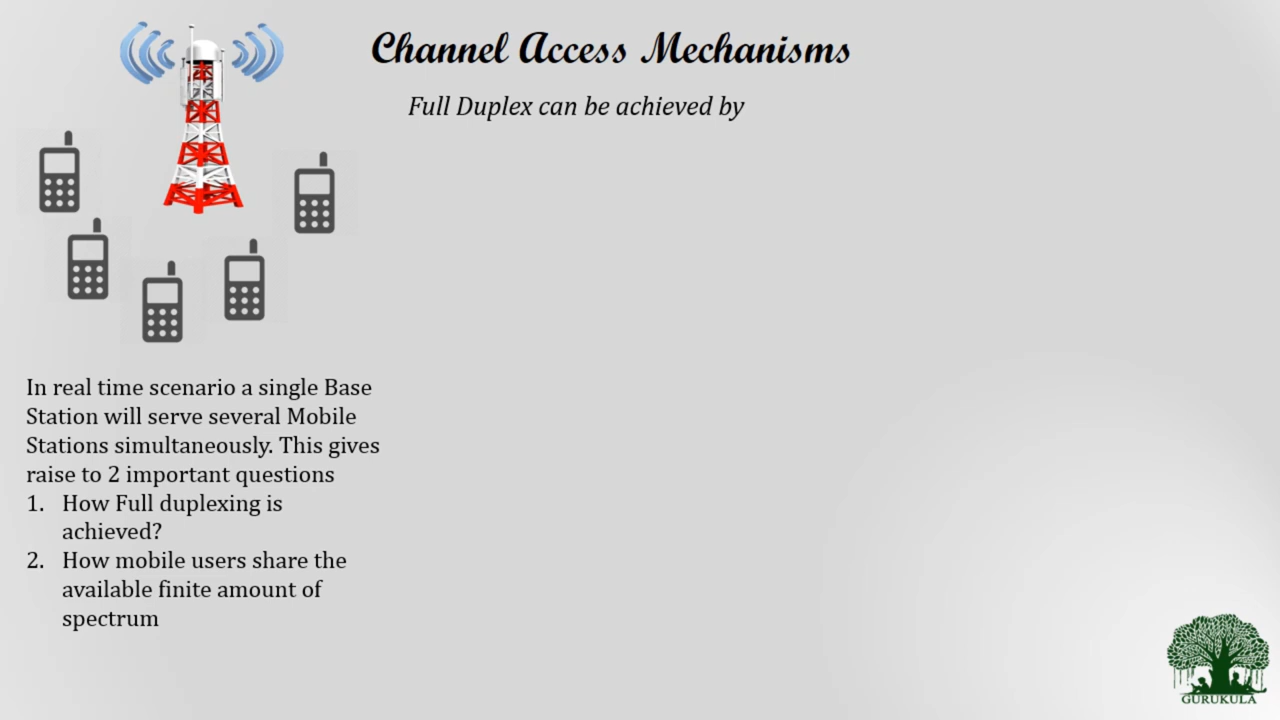 Channel Access Mechanisms
Full Duplex can be achieved by
In real time scenario a single Base
Station will serve several Mobile
Stations simultaneously. This gives
raise to 2 important questions
1. How Full duplexing is
achieved?
2. How mobile users share the
available finite amount of
spectrum
GURUKULA